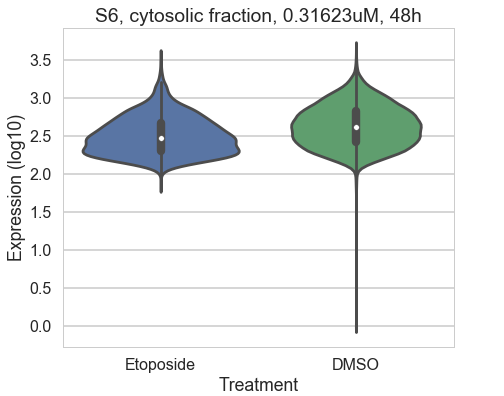 S6, cytosolic fraction, 0.31623uM, 48h
Expression (log10)
3.5
3.0
2.5
2.0
1.5
1.0
0.5
0.0
Etoposide DMSO
Treatment